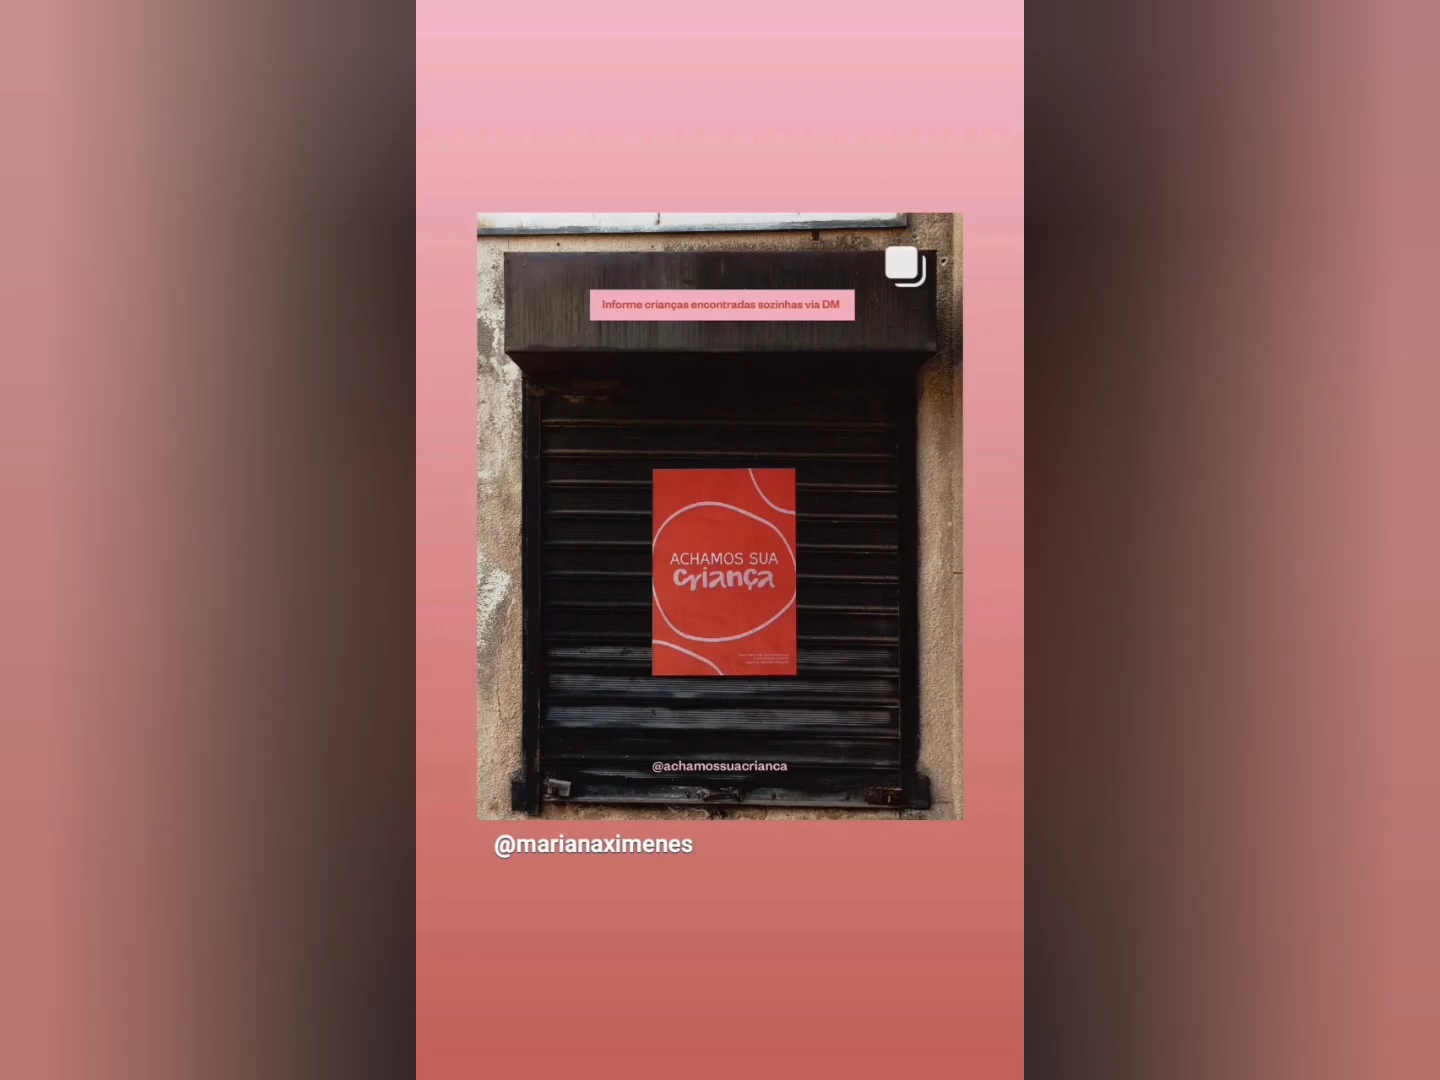 Informe crianças encontradas sozinhas via DM
ACHAMOS SUA
criança
@achamossuacrianca
@marianaximenes